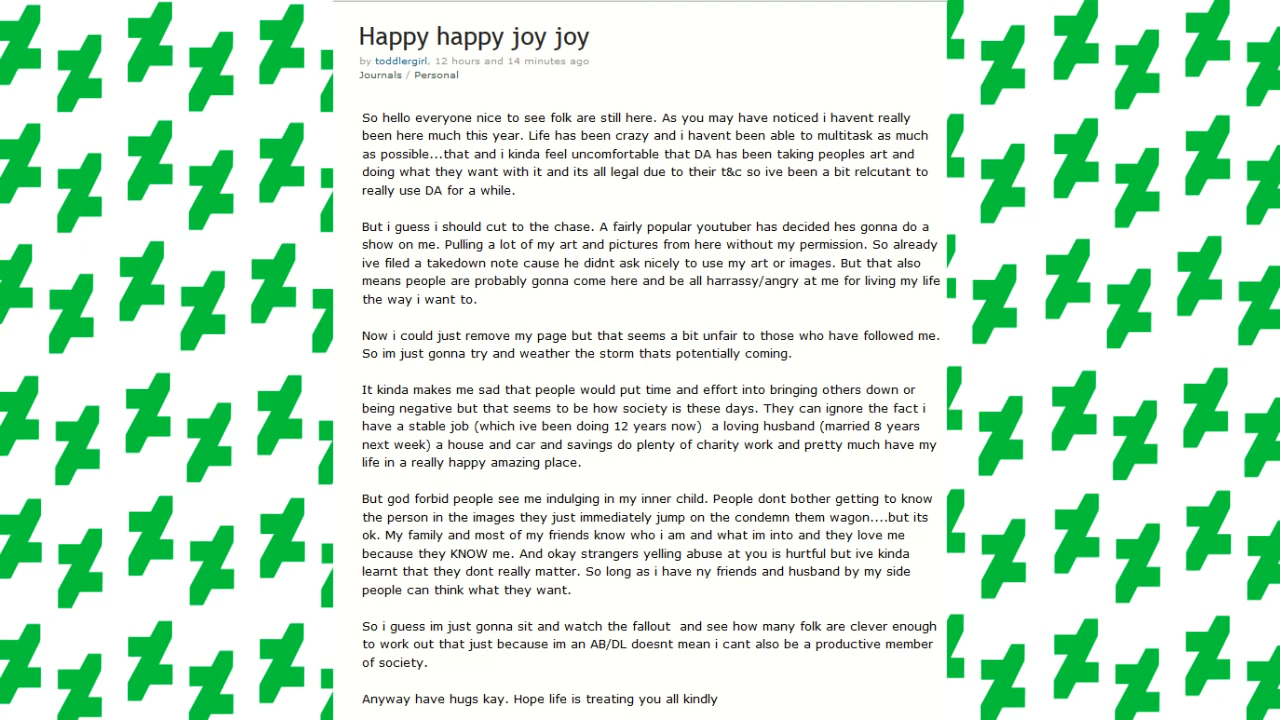 Happy happy joy joy
by toddlergirl, 12 hours and 14 minutes ago
Journals / Personal
So hello everyone nice to see folk are still here. As you may have noticed i havent really
been here much this year. Life has been crazy and i havent been able to multitask as much
as possible...that and i kinda feel uncomfortable that DA has been taking peoples art and
doing what they want with it and its all legal due to their t&c so ive been a bit relcutant to
really use DA for a while.
But i guess i should cut to the chase. A fairly popular youtuber has decided hes gonna do a
show on me. Pulling a lot of my art and pictures from here without my permission. So already
ive filed a takedown note cause he didnt ask nicely to use my art or images. But that also
means people are probably gonna come here and be all harrassy/angry at me for living my life
the way i want to.
Now i could just remove my page but that seems a bit unfair to those who have followed me.
So im just gonna try and weather the storm thats potentially coming.
It kinda makes me sad that people would put time and effort into bringing others down or
being negative but that seems to be how society is these days. They can ignore the fact i
have a stable job (which ive been doing 12 years now)  a loving husband (married 8 years
next week) a house and car and savings do plenty of charity work and pretty much have my
life in a really happy amazing place.
But god forbid people see me indulging in my inner child. People dont bother getting to know
the person in the images they just immediately jump on the condemn them wagon....but its
ok. My family and most of my friends know who i am and what im into and they love me
because they KNOW me. And okay strangers yelling abuse at you is hurtful but ive kinda
learnt that they dont really matter. So long as i have ny friends and husband by my side
people can think what they want.
So i guess im just gonna sit and watch the fallout  and see how many folk are clever enough
to work out that just because im an AB/DL doesnt mean i cant also be a productive member
of society.
Anyway have hugs kay. Hope life is treating you all kindly